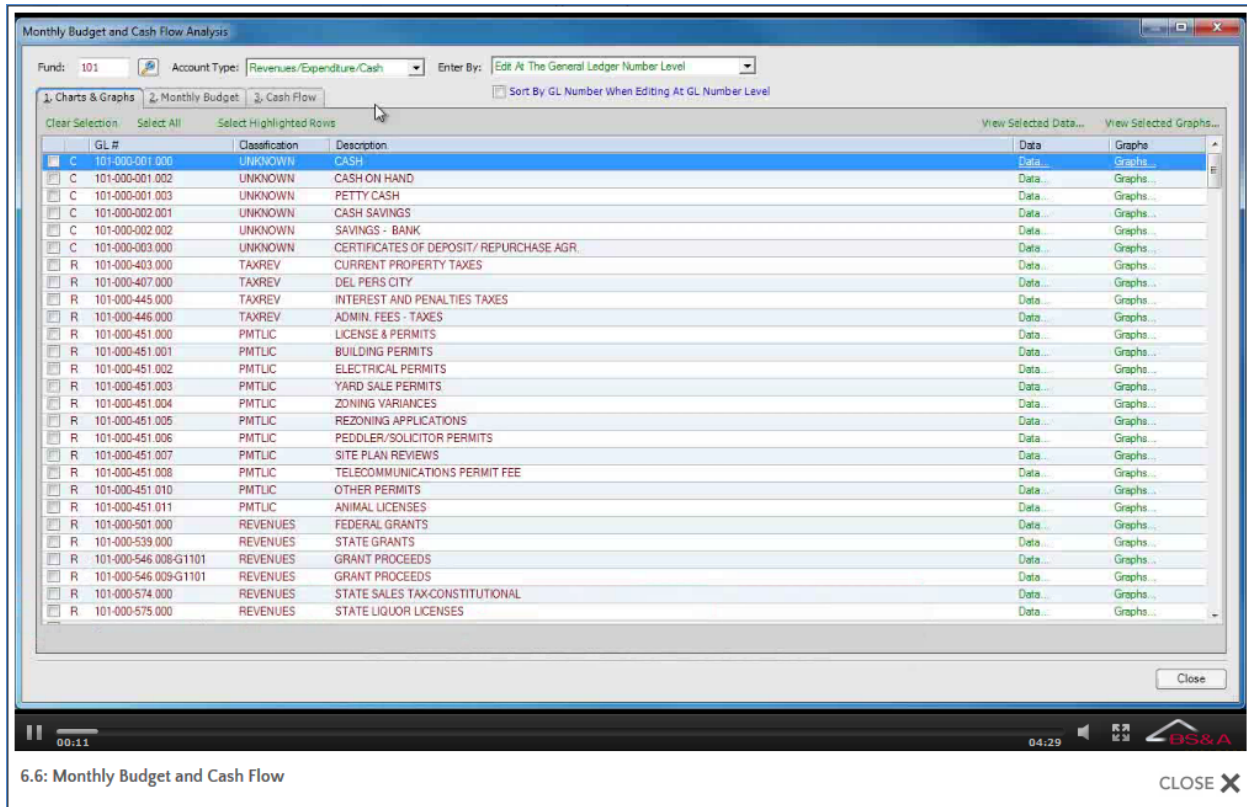 Monthly Budget and Cash Flow Analysis
Fund: 101 Account Type: Revenues/Expenditure/Cash Enter By: Edit At The General Ledger Number Level
1. Charts & Graphs 2. Monthly Budget 3. Cash Flow Sort By GL Number When Editing At GL Number Level
Clear Selection Select All Select Highlighted Rows View Selected Data... View Selected Graphs...
GL # Classification Description Data Graphs
C 101-000-001.000 UNKNOWN CASH Data... Graphs...
C 101-000-001.002 UNKNOWN CASH ON HAND Data... Graphs...
C 101-000-001.003 UNKNOWN PETTY CASH Data... Graphs...
C 101-000-002.001 UNKNOWN CASH SAVINGS Data... Graphs...
C 101-000-002.002 UNKNOWN SAVINGS - BANK Data... Graphs...
C 101-000-003.000 UNKNOWN CERTIFICATES OF DEPOSIT/ REPURCHASE AGR. Data... Graphs...
R 101-000-403.000 TAXREV CURRENT PROPERTY TAXES Data... Graphs...
R 101-000-407.000 TAXREV DEL PERS CITY Data... Graphs...
R 101-000-445.000 TAXREV INTEREST AND PENALTIES TAXES Data... Graphs...
R 101-000-446.000 TAXREV ADMIN. FEES - TAXES Data... Graphs...
R 101-000-451.000 PMTLIC LICENSE & PERMITS Data... Graphs...
R 101-000-451.001 PMTLIC BUILDING PERMITS Data... Graphs...
R 101-000-451.002 PMTLIC ELECTRICAL PERMITS Data... Graphs...
R 101-000-451.003 PMTLIC YARD SALE PERMITS Data... Graphs...
R 101-000-451.004 PMTLIC ZONING VARIANCES Data... Graphs...
R 101-000-451.005 PMTLIC REZONING APPLICATIONS Data... Graphs...
R 101-000-451.006 PMTLIC PEDDLER/SOLICITOR PERMITS Data... Graphs...
R 101-000-451.007 PMTLIC SITE PLAN REVIEWS Data... Graphs...
R 101-000-451.008 PMTLIC TELECOMMUNICATIONS PERMIT FEE Data... Graphs...
R 101-000-451.010 PMTLIC OTHER PERMITS Data... Graphs...
R 101-000-451.011 PMTLIC ANIMAL LICENSES Data... Graphs...
R 101-000-501.000 REVENUES FEDERAL GRANTS Data... Graphs...
R 101-000-539.000 REVENUES STATE GRANTS Data... Graphs...
R 101-000-546.008-G1101 REVENUES GRANT PROCEEDS Data... Graphs...
R 101-000-546.009-G1101 REVENUES GRANT PROCEEDS Data... Graphs...
R 101-000-574.000 REVENUES STATE SALES TAX-CONSTITUTIONAL Data... Graphs...
R 101-000-575.000 REVENUES STATE LIQUOR LICENSES Data... Graphs...
Close
00:11 04:29 BS&A
6.6: Monthly Budget and Cash Flow CLOSE X